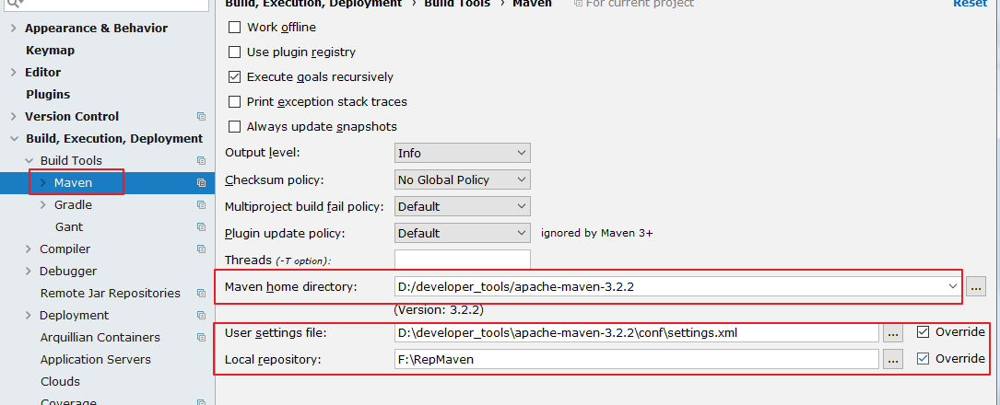 Build, Execution, Deployment › Build Tools › Maven For current project Reset
Appearance & Behavior
Keymap
Editor
Plugins
Version Control
Build, Execution, Deployment
Build Tools
Maven
Gradle
Gant
Compiler
Debugger
Remote Jar Repositories
Deployment
Arquillian Containers
Application Servers
Clouds
Coverage
Work offline
Use plugin registry
Execute goals recursively
Print exception stack traces
Always update snapshots
Output level: Info
Checksum policy: No Global Policy
Multiproject build fail policy: Default
Plugin update policy: Default ignored by Maven 3+
Threads (-T option):
Maven home directory: D:/developer_tools/apache-maven-3.2.2 ...
(Version: 3.2.2)
User settings file: D:\developer_tools\apache-maven-3.2.2\conf\settings.xml ... Override
Local repository: F:\RepMaven ... Override